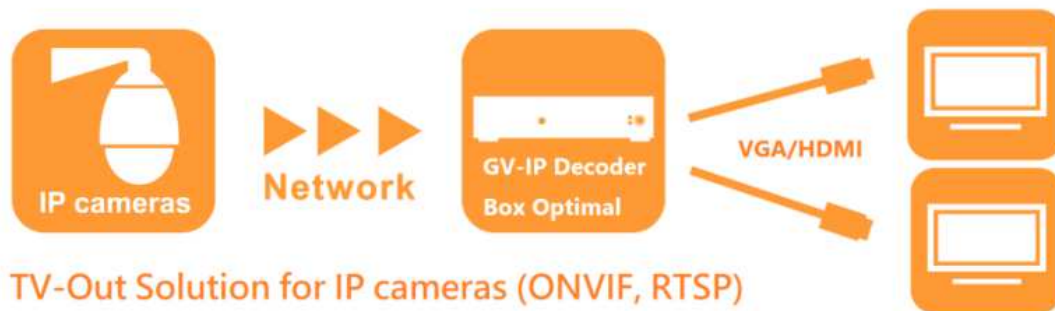 IP cameras
Network
GV-IP Decoder
Box Optimal
VGA/HDMI
TV-Out Solution for IP cameras (ONVIF, RTSP)